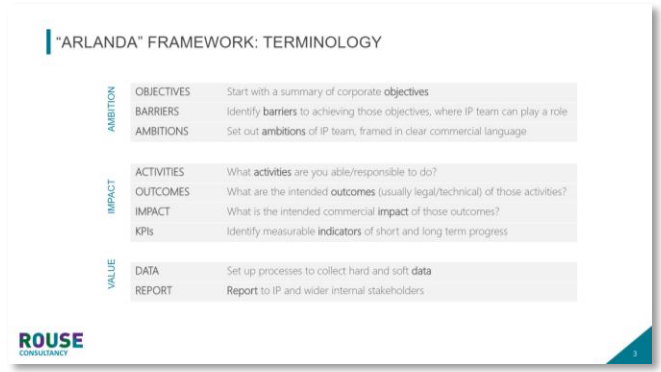 "ARLANDA" FRAMEWORK: TERMINOLOGY
AMBITION
OBJECTIVES Start with a summary of corporate objectives
BARRIERS Identify barriers to achieving those objectives, where IP team can play a role
AMBITIONS Set out ambitions of IP team, framed in clear commercial language
IMPACT
ACTIVITIES What activities are you able/responsible to do?
OUTCOMES What are the intended outcomes (usually legal/technical) of those activities?
IMPACT What is the intended commercial impact of those outcomes?
KPIs Identify measurable indicators of short and long term progress
VALUE
DATA Set up processes to collect hard and soft data
REPORT Report to IP and wider internal stakeholders
ROUSE
CONSULTANCY
3